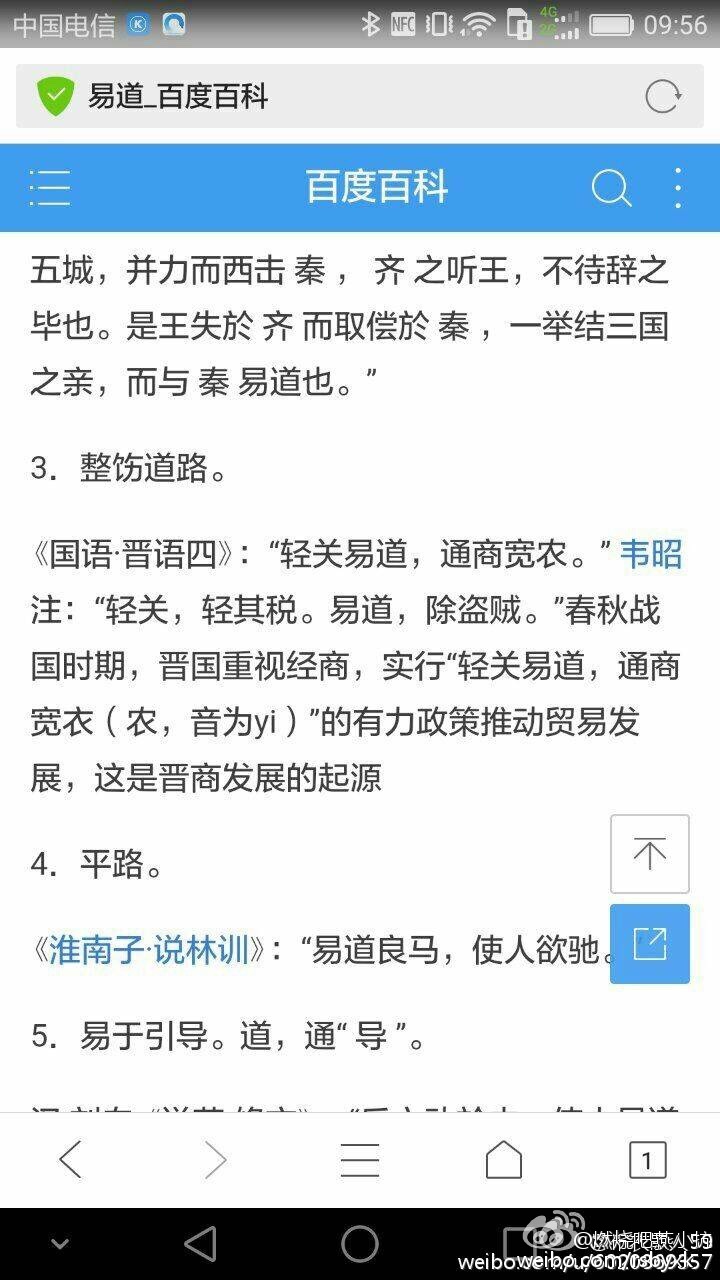 中国电信
NFC
4G
2G
09:56
易道_百度百科
百度百科
五城，并力而西击 秦 ， 齐 之听王，不待辞之
毕也。是王失於 齐 而取偿於 秦 ，一举结三国
之亲，而与 秦 易道也。”
3．整饬道路。
《国语·晋语四》：“轻关易道，通商宽农。” 韦昭
注：“轻关，轻其税。易道，除盗贼。”春秋战
国时期，晋国重视经商，实行“轻关易道，通商
宽衣（农，音为yi）”的有力政策推动贸易发
展，这是晋商发展的起源
4．平路。
《淮南子·说林训》：“易道良马，使人欲驰。
5．易于引导。道，通“ 导 ”。
1